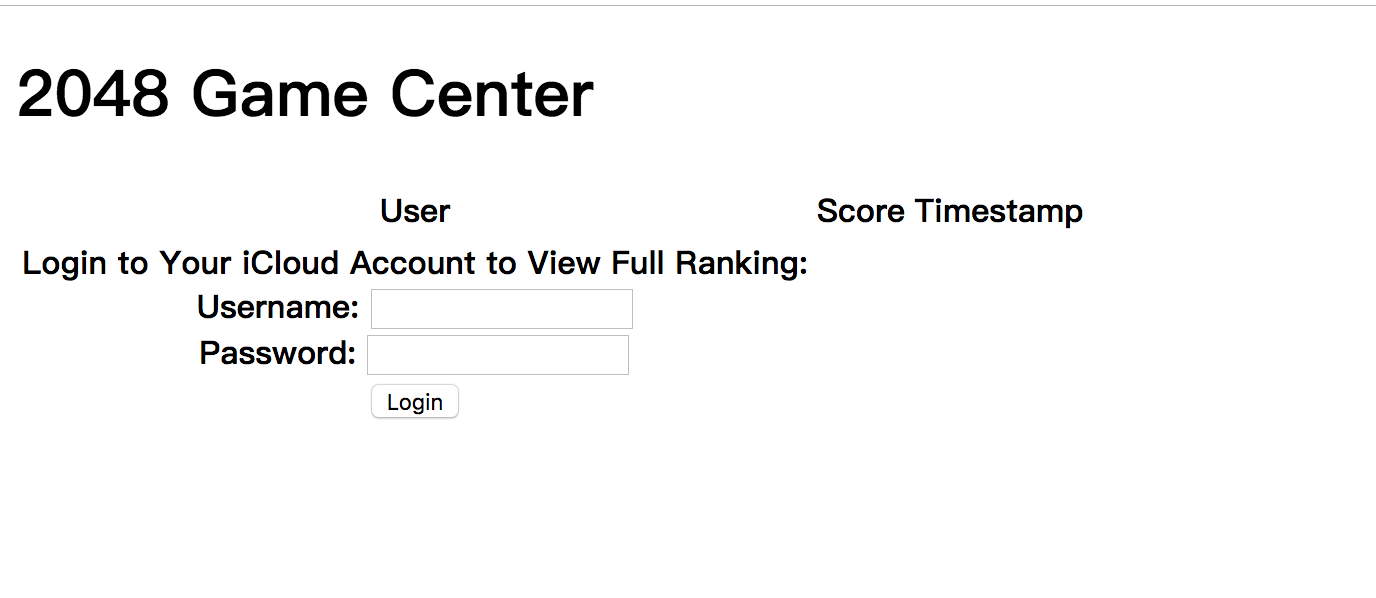 2048 Game Center
User Score Timestamp
Login to Your iCloud Account to View Full Ranking:
Username:
Password:
Login